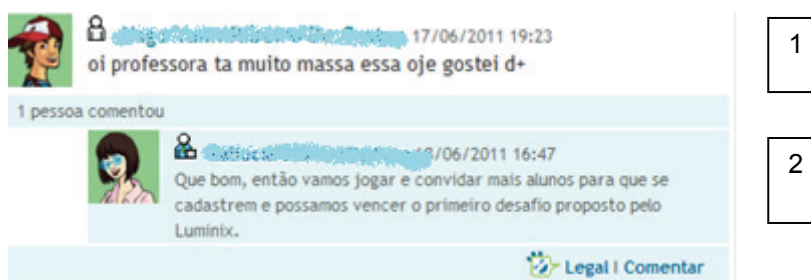 17/06/2011 19:23
1
oi professora ta muito massa essa oje gostei d+
1 pessoa comentou
/06/2011 16:47
2
Que bom, então vamos jogar e convidar mais alunos para que se
cadastrem e possamos vencer o primeiro desafio proposto pelo
Luminix.
Legal | Comentar